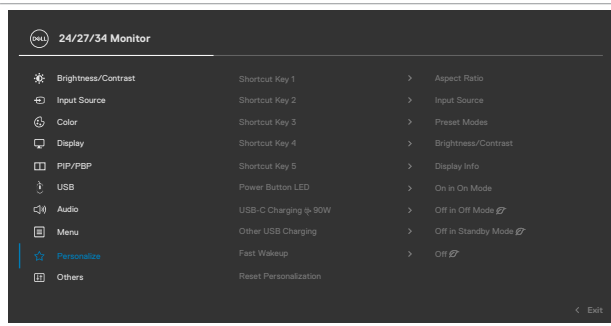 DELL 24/27/34 Monitor
Brightness/Contrast Shortcut Key 1 > Aspect Ratio
Input Source Shortcut Key 2 > Input Source
Color Shortcut Key 3 > Preset Modes
Display Shortcut Key 4 > Brightness/Contrast
PIP/PBP Shortcut Key 5 > Display Info
USB Power Button LED > On in On Mode
Audio USB-C Charging 90W > Off in Off Mode
Menu Other USB Charging > Off in Standby Mode
Personalize Fast Wakeup > Off
Others Reset Personalization
< Exit